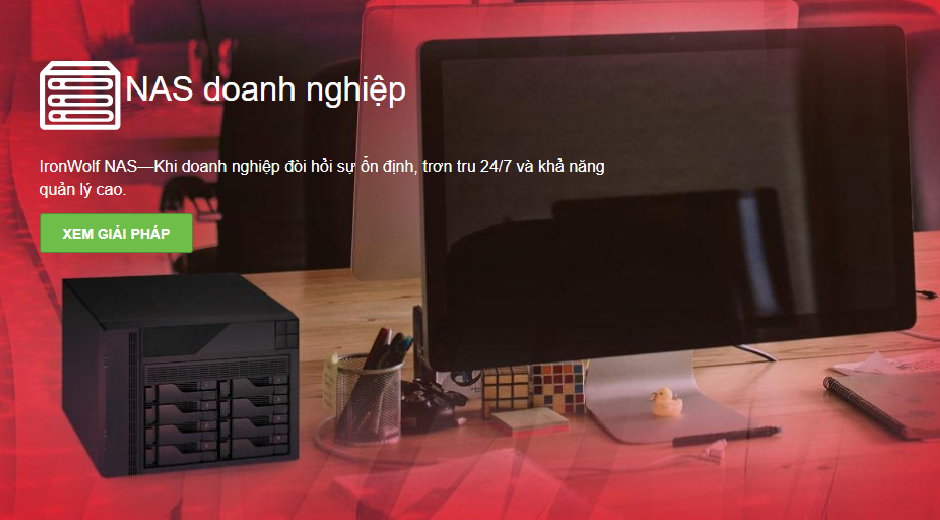 NAS doanh nghiệp
IronWolf NAS—Khi doanh nghiệp đòi hỏi sự ổn định, trơn tru 24/7 và khả năng
quản lý cao.
XEM GIẢI PHÁP